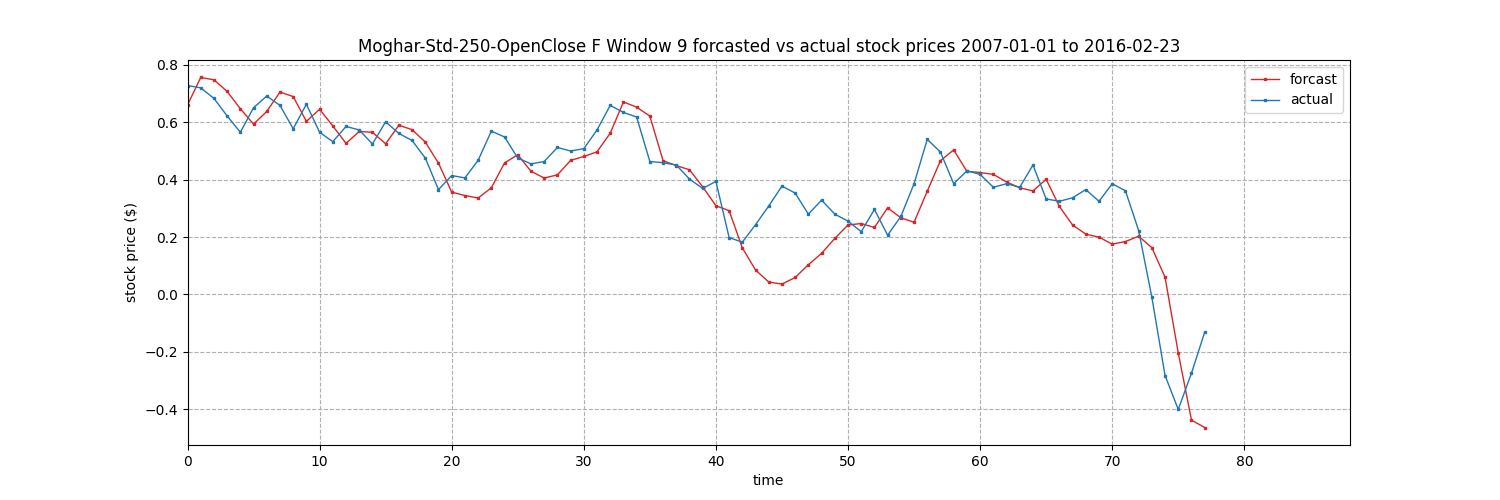 Moghar-Std-250-OpenClose F Window 9 forcasted vs actual stock prices 2007-01-01 to 2016-02-23
forcast
actual
stock price ($)
0.8
0.6
0.4
0.2
0.0
−0.2
−0.4
0 10 20 30 40 50 60 70 80
time